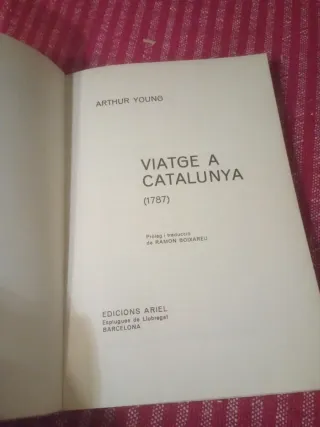 ARTHUR YOUNG
VIATGE A
CATALUNYA
(1787)
Pròleg i traducció
de RAMON BOIXAREU
EDICIONS ARIEL
Esplugues de Llobregat
BARCELONA